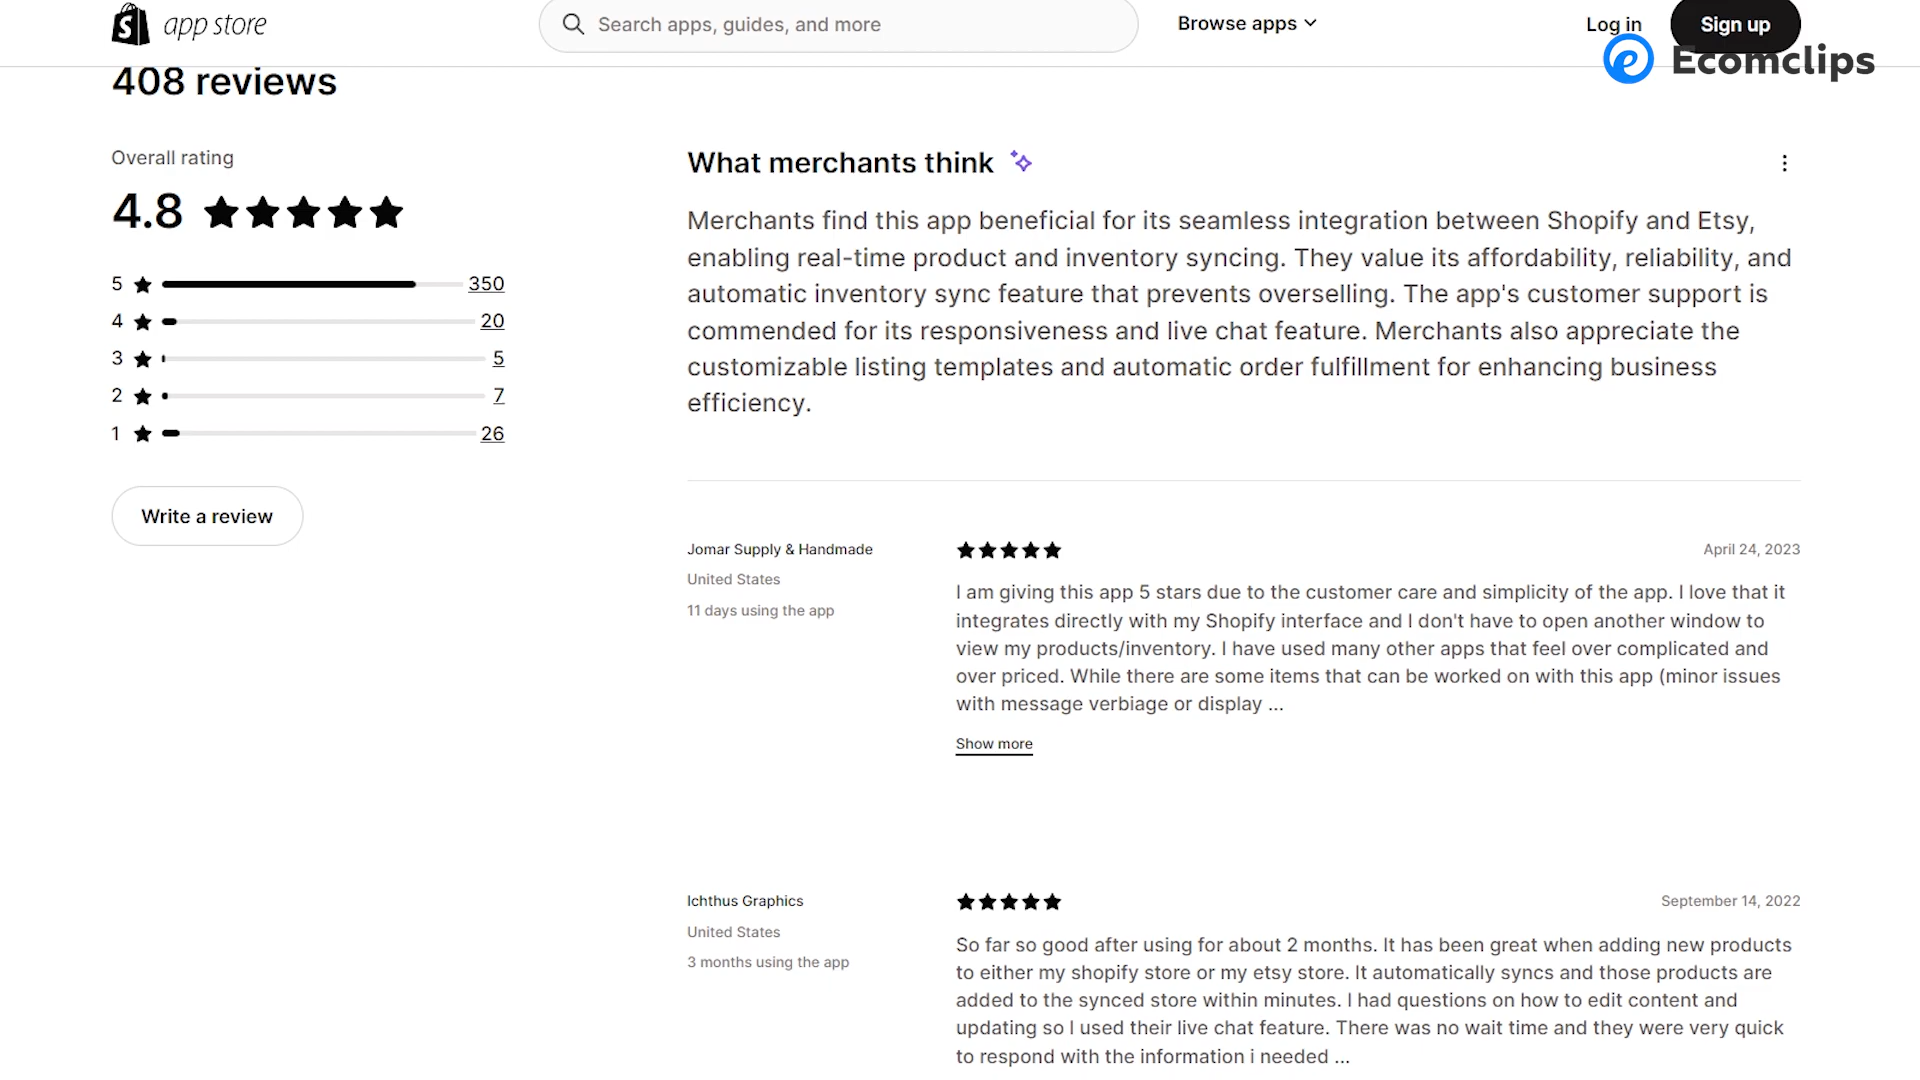 app store
Search apps, guides, and more
Browse apps
Log in
Sign up
Ecomclips
408 reviews
Overall rating
4.8
5 350
4 20
3 5
2 7
1 26
Write a review
What merchants think
Merchants find this app beneficial for its seamless integration between Shopify and Etsy,
enabling real-time product and inventory syncing. They value its affordability, reliability, and
automatic inventory sync feature that prevents overselling. The app's customer support is
commended for its responsiveness and live chat feature. Merchants also appreciate the
customizable listing templates and automatic order fulfillment for enhancing business
efficiency.
Jomar Supply & Handmade
United States
11 days using the app
April 24, 2023
I am giving this app 5 stars due to the customer care and simplicity of the app. I love that it
integrates directly with my Shopify interface and I don't have to open another window to
view my products/inventory. I have used many other apps that feel over complicated and
over priced. While there are some items that can be worked on with this app (minor issues
with message verbiage or display ...
Show more
Ichthus Graphics
United States
3 months using the app
September 14, 2022
So far so good after using for about 2 months. It has been great when adding new products
to either my shopify store or my etsy store. It automatically syncs and those products are
added to the synced store within minutes. I had questions on how to edit content and
updating so I used their live chat feature. There was no wait time and they were very quick
to respond with the information i needed ...